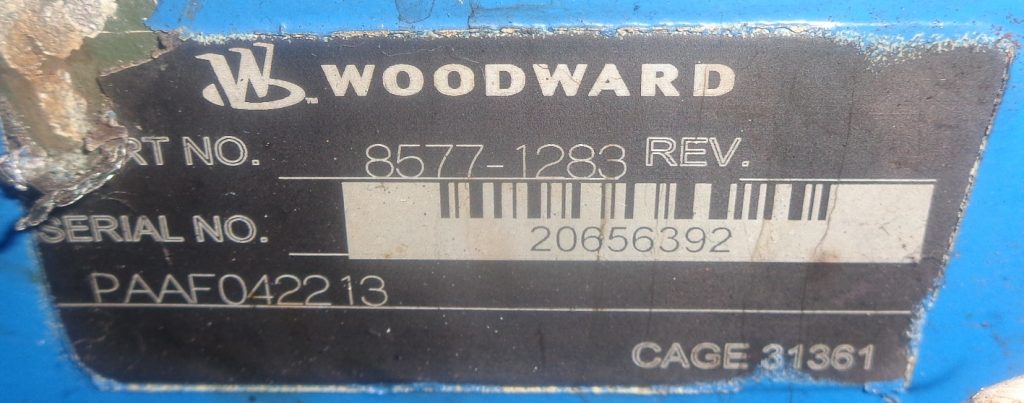 WOODWARD
RT NO. 8577-1283 REV.
SERIAL NO. 20656392
PAAF042213
CAGE 31361